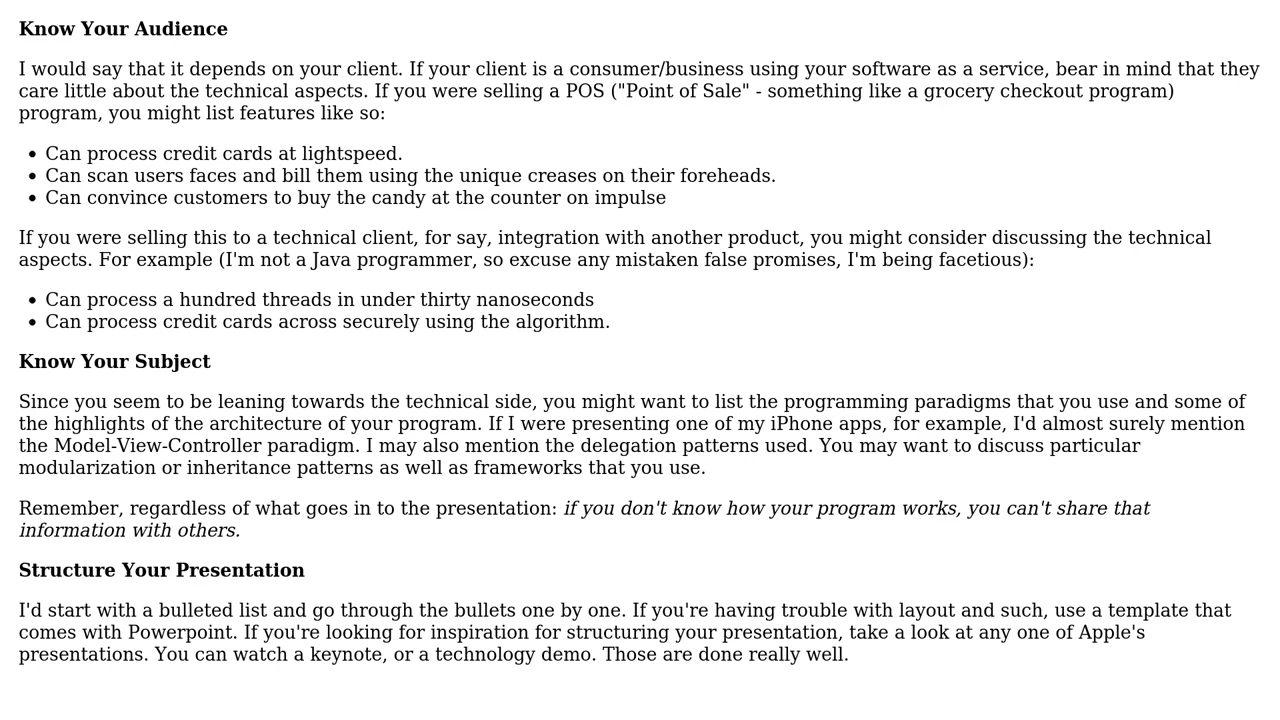 Know Your Audience
I would say that it depends on your client. If your client is a consumer/business using your software as a service, bear in mind that they
care little about the technical aspects. If you were selling a POS ("Point of Sale" - something like a grocery checkout program)
program, you might list features like so:
• Can process credit cards at lightspeed.
• Can scan users faces and bill them using the unique creases on their foreheads.
• Can convince customers to buy the candy at the counter on impulse
If you were selling this to a technical client, for say, integration with another product, you might consider discussing the technical
aspects. For example (I'm not a Java programmer, so excuse any mistaken false promises, I'm being facetious):
• Can process a hundred threads in under thirty nanoseconds
• Can process credit cards across securely using the algorithm.
Know Your Subject
Since you seem to be leaning towards the technical side, you might want to list the programming paradigms that you use and some of
the highlights of the architecture of your program. If I were presenting one of my iPhone apps, for example, I'd almost surely mention
the Model-View-Controller paradigm. I may also mention the delegation patterns used. You may want to discuss particular
modularization or inheritance patterns as well as frameworks that you use.
Remember, regardless of what goes in to the presentation: if you don't know how your program works, you can't share that
information with others.
Structure Your Presentation
I'd start with a bulleted list and go through the bullets one by one. If you're having trouble with layout and such, use a template that
comes with Powerpoint. If you're looking for inspiration for structuring your presentation, take a look at any one of Apple's
presentations. You can watch a keynote, or a technology demo. Those are done really well.